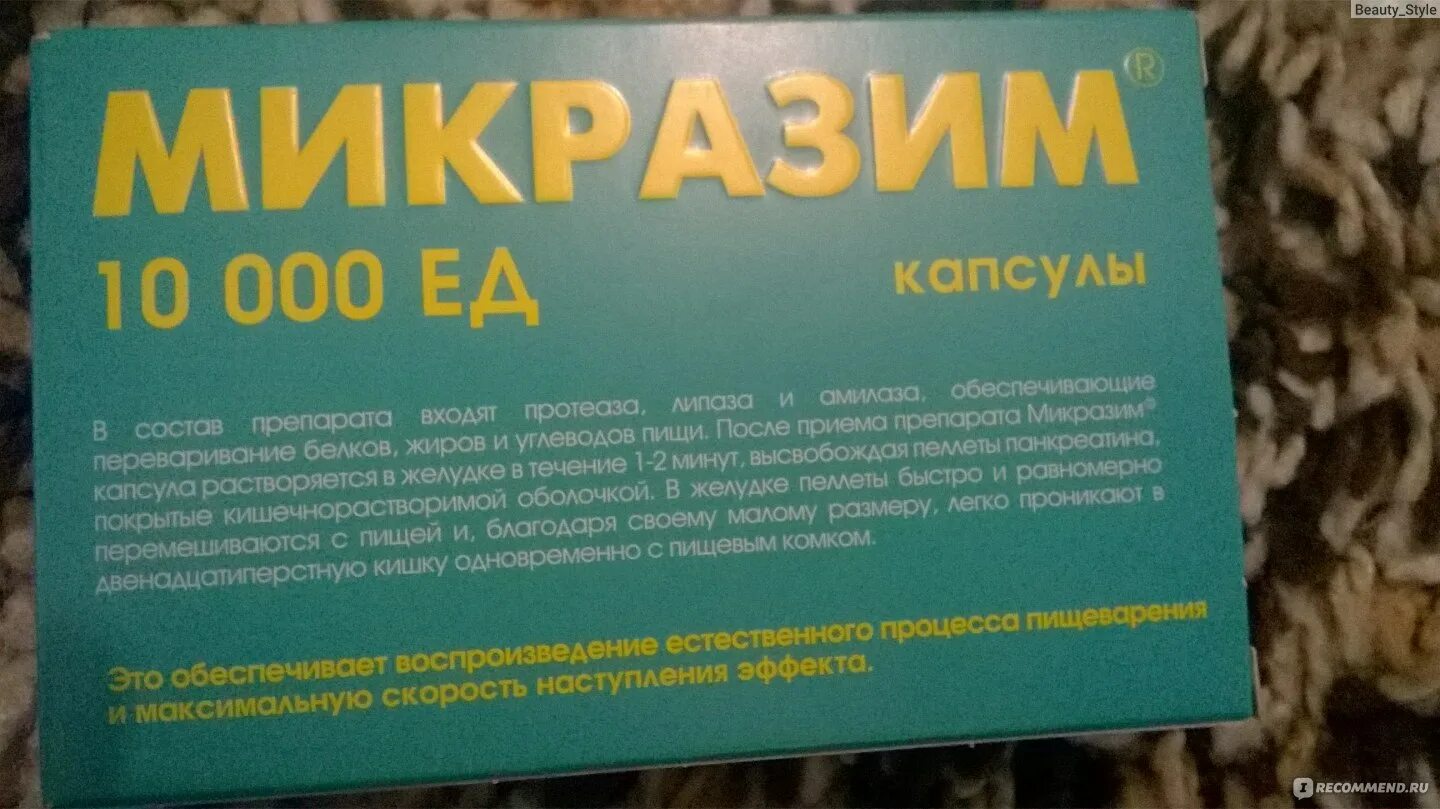 Beauty_Style
МИКРАЗИМ®
10 000 ЕД капсулы
В состав препарата входят протеаза, липаза и амилаза, обеспечивающие
переваривание белков, жиров и углеводов пищи. После приема препарата Микразим®
капсула растворяется в желудке в течение 1-2 минут, высвобождая пеллеты панкреатина,
покрытые кишечнорастворимой оболочкой. В желудке пеллеты быстро и равномерно
перемешиваются с пищей и, благодаря своему малому размеру, легко проникают в
двенадцатиперстную кишку одновременно с пищевым комком.
Это обеспечивает воспроизведение естественного процесса пищеварения
и максимальную скорость наступления эффекта.
I RECOMMEND.RU